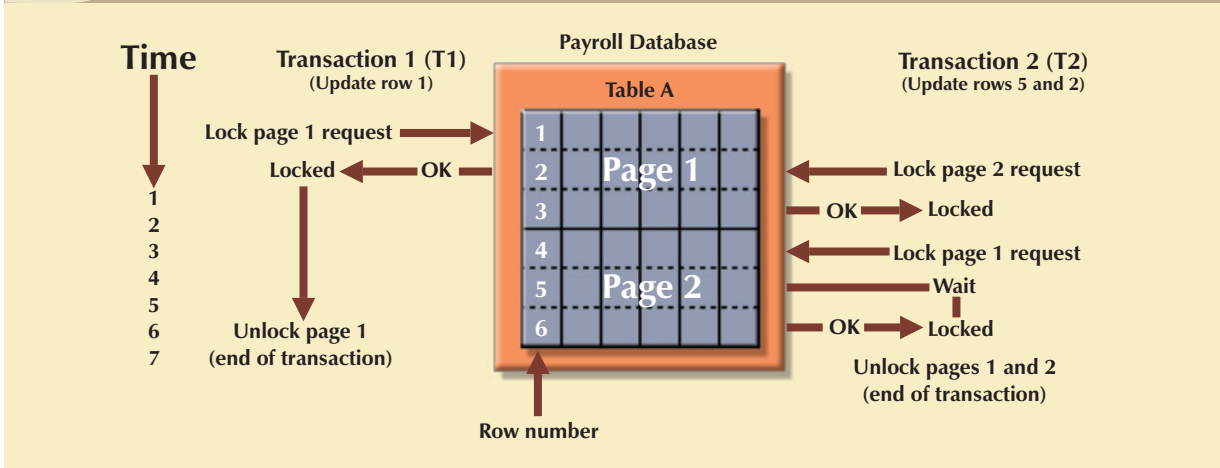 Time
1
2
3
4
5
6
7
Transaction 1 (T1)
(Update row 1)
Lock page 1 request
Locked
OK
Unlock page 1
(end of transaction)
Payroll Database
Table A
1
2
3
4
5
6
Page 1
Page 2
Row number
Transaction 2 (T2)
(Update rows 5 and 2)
Lock page 2 request
OK
Locked
Lock page 1 request
Wait
OK
Locked
Unlock pages 1 and 2
(end of transaction)